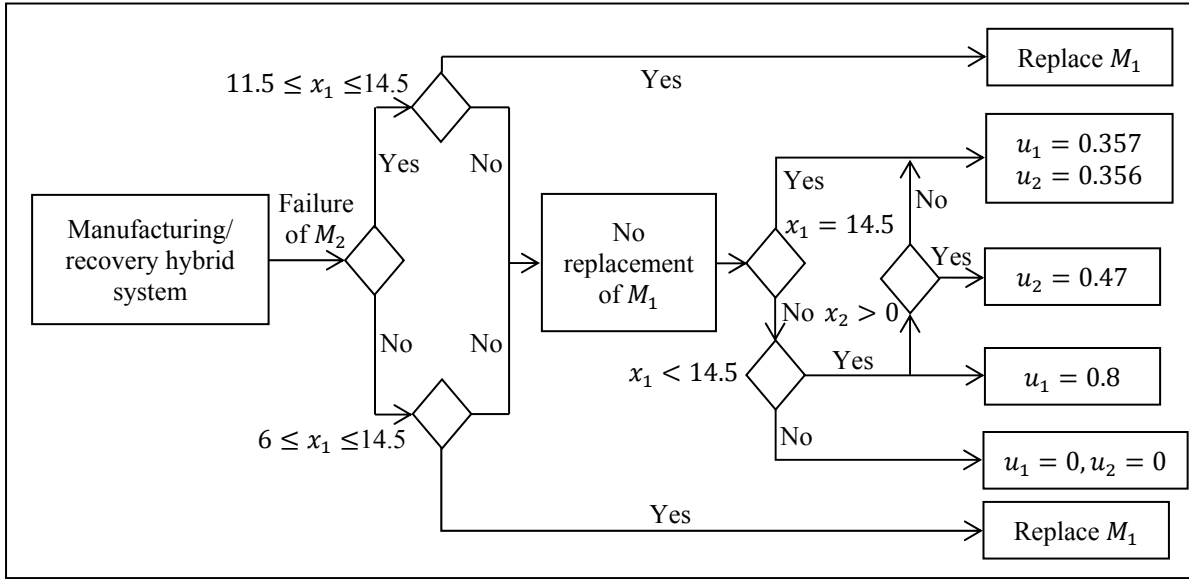 Replace M₁
Yes
11.5 ≤ x₁ ≤14.5
Yes
No
Manufacturing/
recovery hybrid
system
Failure
of M₂
No
No
6 ≤ x₁ ≤14.5
Yes
Replace M₁
No
replacement
of M₁
Yes
x₁ = 14.5
No
x₂ > 0
No
Yes
x₁ < 14.5
Yes
No
u₁ = 0.357
u₂ = 0.356
u₂ = 0.47
u₁ = 0.8
u₁ = 0, u₂ = 0